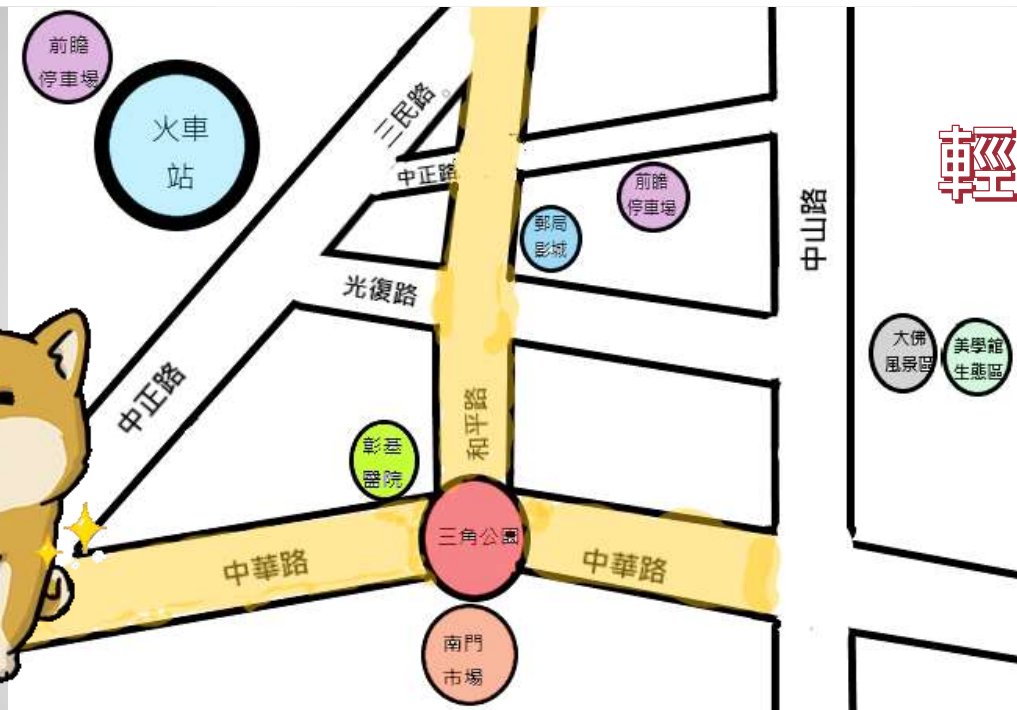 前瞻
停車場
火車
站
三民路
中正路
前瞻
停車場
輕
郵局
影城
中山路
光復路
大佛
風景區
美學館
生態區
中正路
和平路
彰基
醫院
三角公園
中華路
中華路
南門
市場